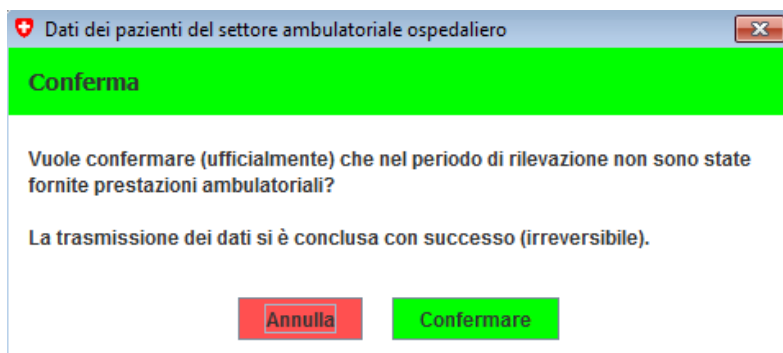 Dati dei pazienti del settore ambulatoriale ospedaliero
Conferma
Vuole confermare (ufficialmente) che nel periodo di rilevazione non sono state
fornite prestazioni ambulatoriali?
La trasmissione dei dati si è conclusa con successo (irreversibile).
Annulla
Confermare